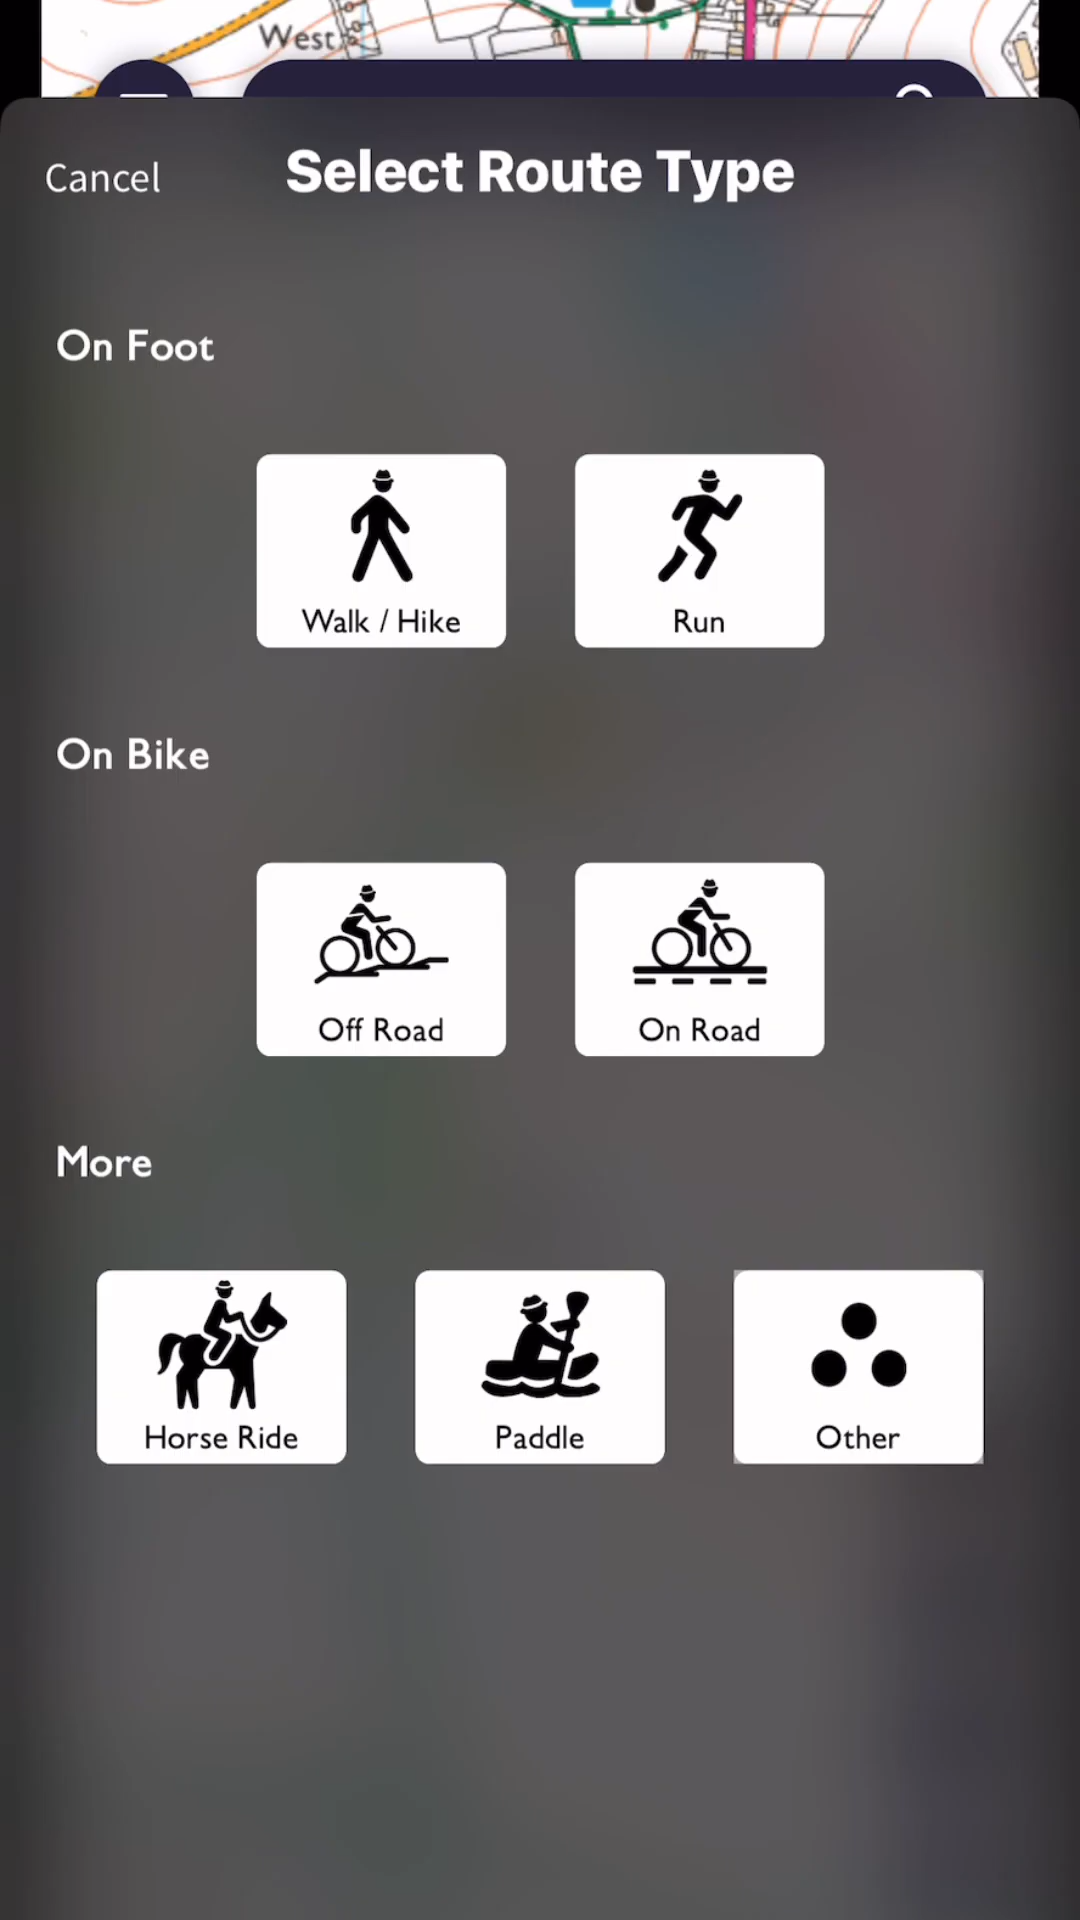 West
Cancel
Select Route Type
On Foot
Walk / Hike
Run
On Bike
Off Road
On Road
More
Horse Ride
Paddle
Other